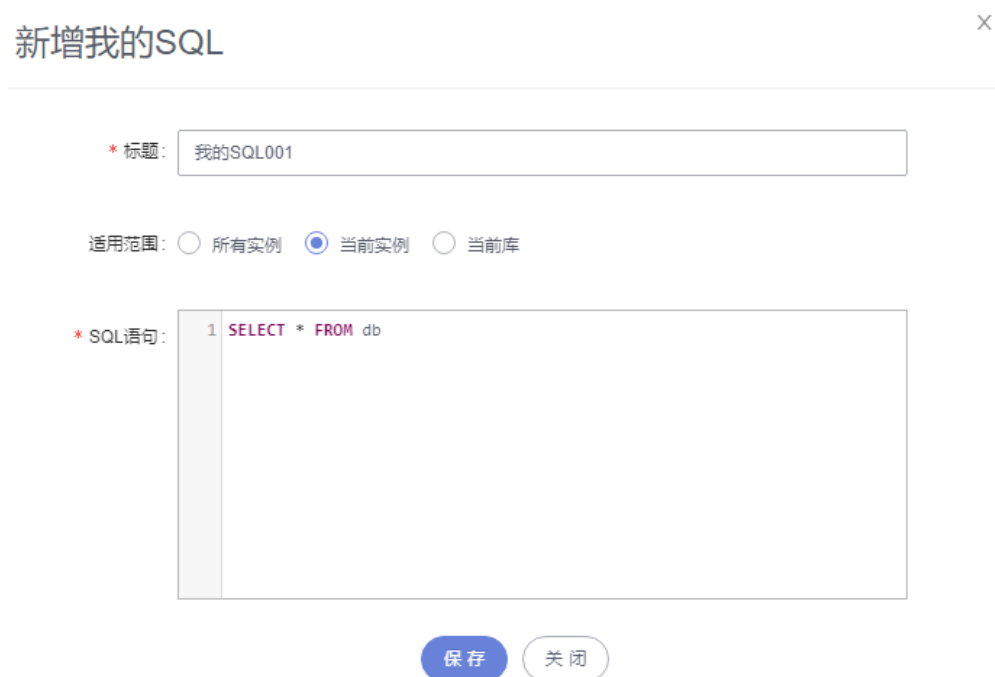 新增我的SQL
* 标题: 我的SQL001
适用范围: 所有实例 当前实例 当前库
* SQL语句: 1 SELECT * FROM db
保存 关闭